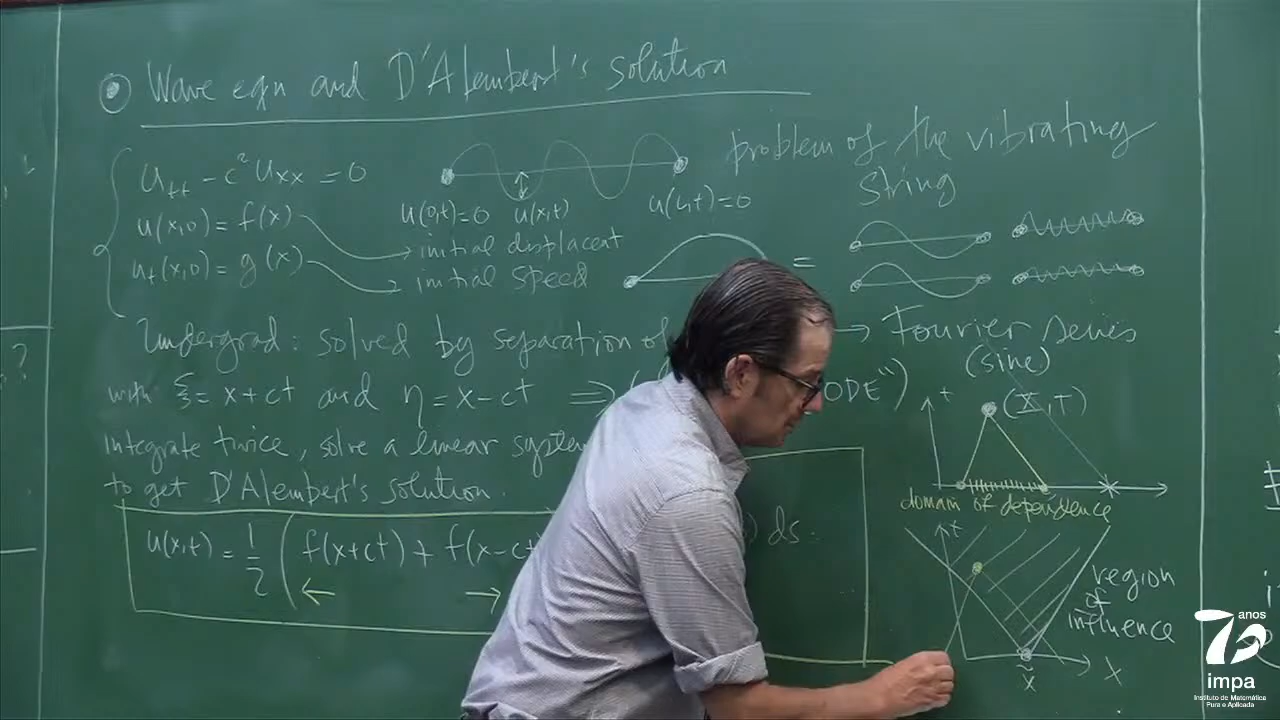 Wave eqn and D'Alembert's solution
u_tt - c² u_xx = 0
u(x,0) = f(x)
u_t(x,0) = g(x)
u(0,t)=0 u(x,t) u(L,t)=0
initial displacent
initial speed
problem of the vibrating
string
=
Undergrad: solved by separation of → Fourier series
(sine)
with ξ = x + ct and η = x - ct ⇒ ODE")
integrate twice, solve a linear system
to get D'Alembert's solution.
u(x,t) = 1/2 ( f(x+ct) + f(x-ct ds.
← →
t (X,T)
domain of dependence
t
region
of
influence
x̃ x
?
70 anos
impa
Instituto de Matemática
Pura e Aplicada